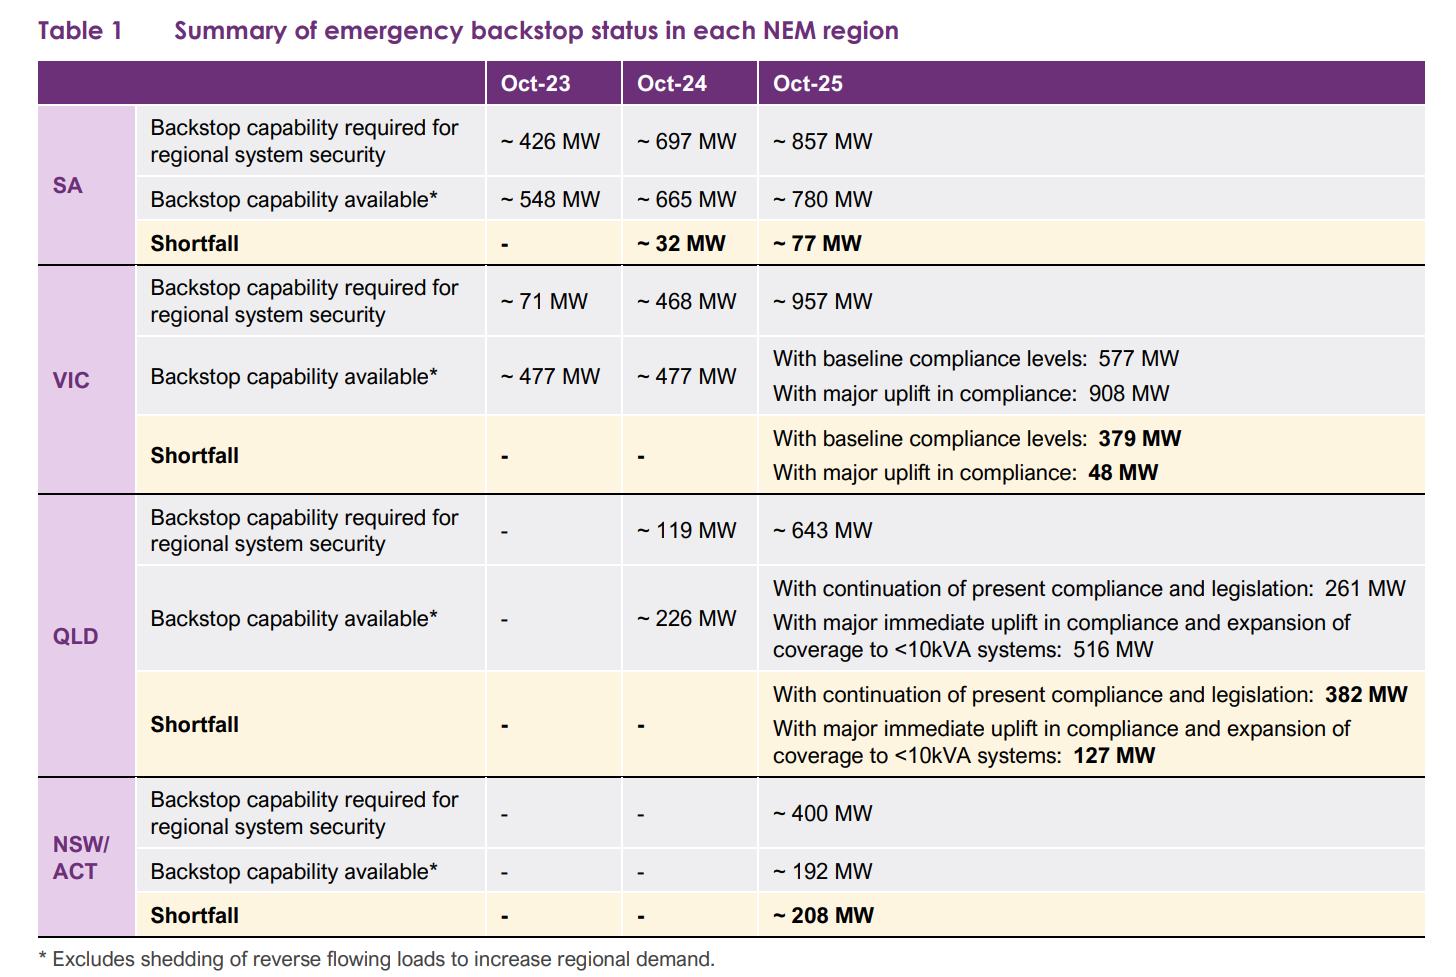 Table 1 Summary of emergency backstop status in each NEM region
Oct-23 Oct-24 Oct-25
SA
Backstop capability required for
regional system security
~ 426 MW ~ 697 MW ~ 857 MW
Backstop capability available* ~ 548 MW ~ 665 MW ~ 780 MW
Shortfall - ~ 32 MW ~ 77 MW
VIC
Backstop capability required for
regional system security
~ 71 MW ~ 468 MW ~ 957 MW
Backstop capability available* ~ 477 MW ~ 477 MW
With baseline compliance levels: 577 MW
With major uplift in compliance: 908 MW
Shortfall - -
With baseline compliance levels: 379 MW
With major uplift in compliance: 48 MW
QLD
Backstop capability required for
regional system security
- ~ 119 MW ~ 643 MW
Backstop capability available* - ~ 226 MW
With continuation of present compliance and legislation: 261 MW
With major immediate uplift in compliance and expansion of
coverage to <10kVA systems: 516 MW
Shortfall - -
With continuation of present compliance and legislation: 382 MW
With major immediate uplift in compliance and expansion of
coverage to <10kVA systems: 127 MW
NSW/
ACT
Backstop capability required for
regional system security
- - ~ 400 MW
Backstop capability available* - - ~ 192 MW
Shortfall - - ~ 208 MW
* Excludes shedding of reverse flowing loads to increase regional demand.